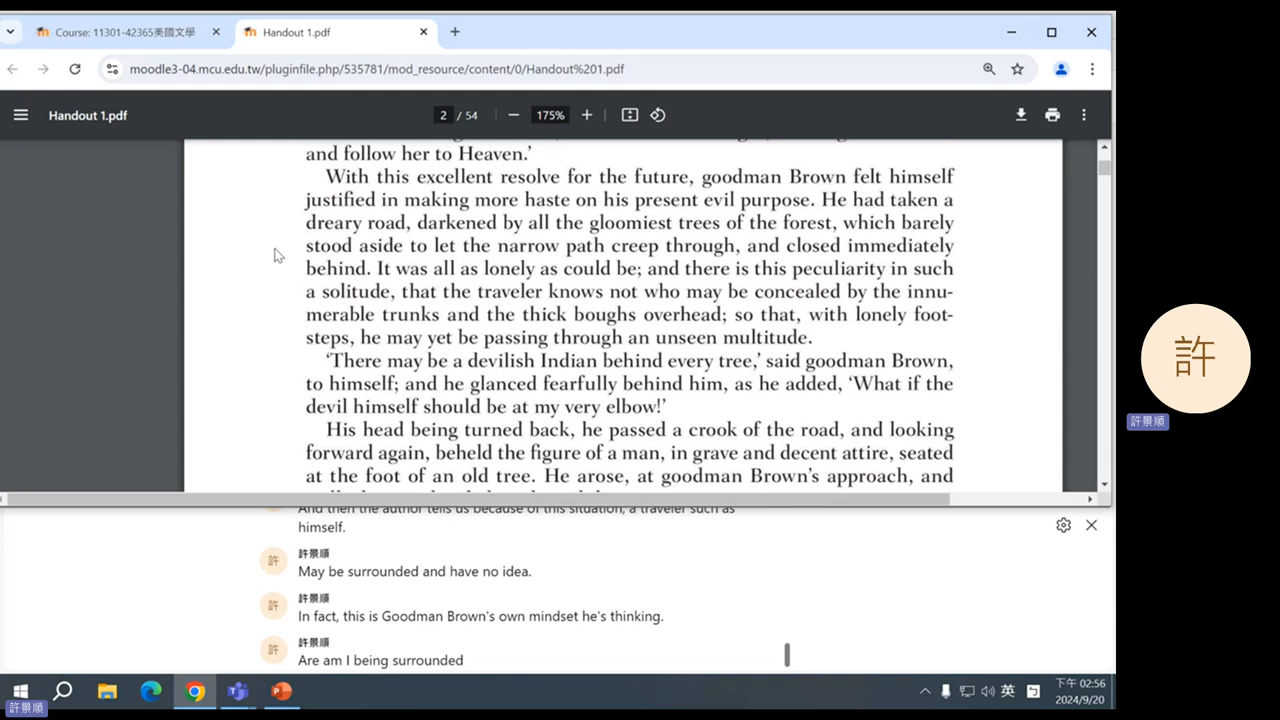 Course: 11301-42365美國文學
Handout 1.pdf
moodle3-04.mcu.edu.tw/pluginfile.php/535781/mod_resource/content/0/Handout%201.pdf
Handout 1.pdf
2 / 54
175%
and follow her to Heaven.’
With this excellent resolve for the future, goodman Brown felt himself
justified in making more haste on his present evil purpose. He had taken a
dreary road, darkened by all the gloomiest trees of the forest, which barely
stood aside to let the narrow path creep through, and closed immediately
behind. It was all as lonely as could be; and there is this peculiarity in such
a solitude, that the traveler knows not who may be concealed by the innu-
merable trunks and the thick boughs overhead; so that, with lonely foot-
steps, he may yet be passing through an unseen multitude.
‘There may be a devilish Indian behind every tree,’ said goodman Brown,
to himself; and he glanced fearfully behind him, as he added, ‘What if the
devil himself should be at my very elbow!’
His head being turned back, he passed a crook of the road, and looking
forward again, beheld the figure of a man, in grave and decent attire, seated
at the foot of an old tree. He arose, at goodman Brown’s approach, and
And then the author tells us because of this situation, a traveler such as
himself.
許
許景順
May be surrounded and have no idea.
許
許景順
In fact, this is Goodman Brown's own mindset he's thinking.
許
許景順
Are am I being surrounded
許
許景順
英
ㄅ
下午 02:56
2024/9/20
許景順